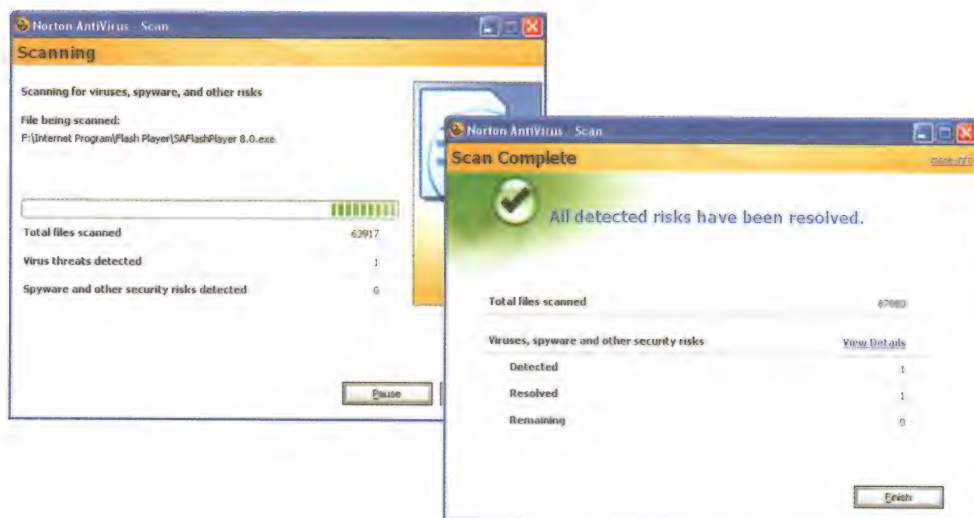 Norton AntiVirus - Scan
Scanning
Scanning for viruses, spyware, and other risks
File being scanned:
F:\Internet Program\Flash Player\SAFlashPlayer 8.0.exe
Total files scanned 63917
Virus threats detected 1
Spyware and other security risks detected 0
Pause
Norton AntiVirus - Scan
Scan Complete
more info
All detected risks have been resolved.
Total files scanned
Viruses, spyware and other security risks View Details
Detected 1
Resolved 1
Remaining 0
Finish